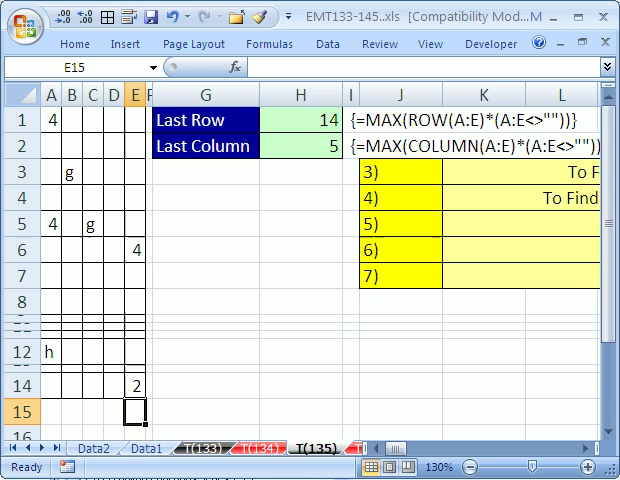 EMT133-145..xls [Compatibility Mod...M
Home Insert Page Layout Formulas Data Review View Developer
E15 fx
A B C D E F G H I J K L
1 4 Last Row 14 {=MAX(ROW(A:E)*(A:E<>""))}
2 Last Column 5 {=MAX(COLUMN(A:E)*(A:E<>""))
3 g 3) To F
4 4) To Find
5 4 g 5)
6 4 6)
7 7)
8
12 h
14 2
15
16
Data2 Data1 T(133) T(134) T(135)
Ready 130%